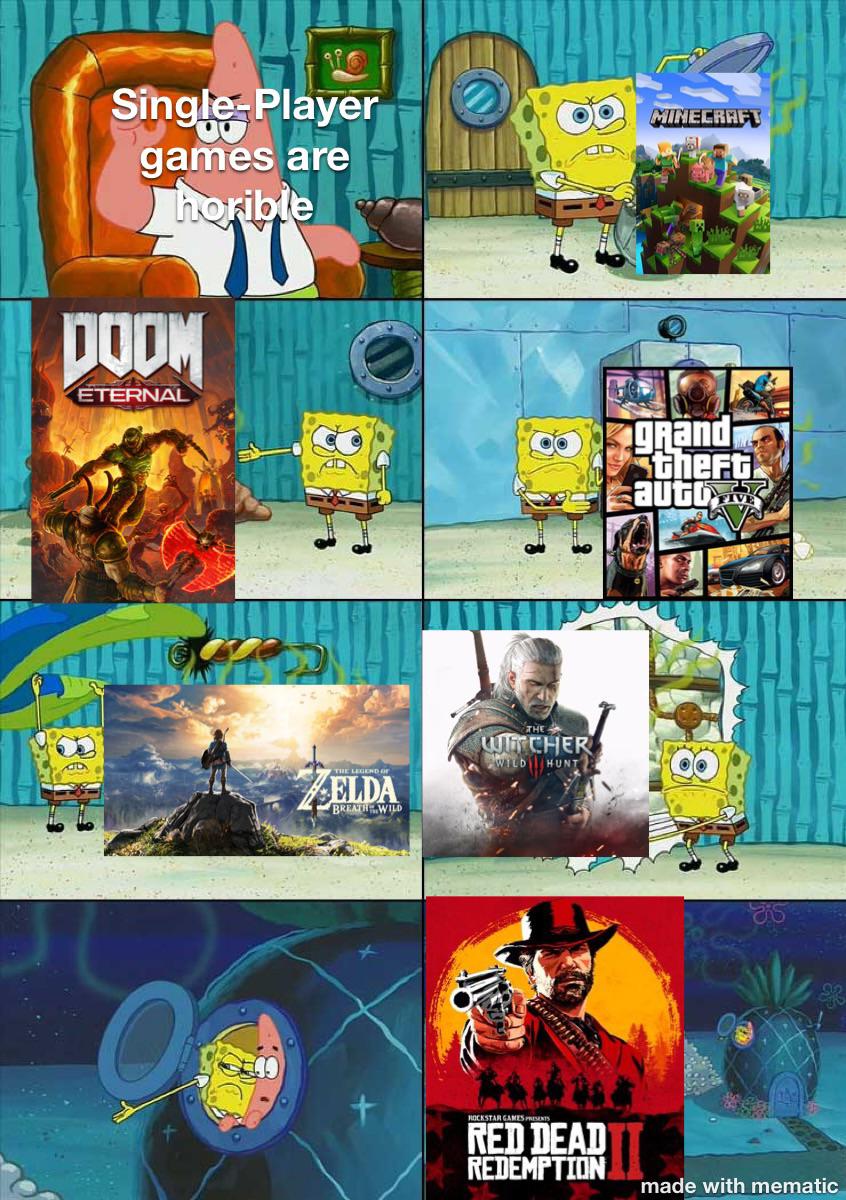 Single-Player
games are
horible
MINECRAFT
DOOM
ETERNAL
grand
theft
auto
V
FIVE
THE LEGEND OF
ZELDA
BREATH OF THE WILD
THE
WITCHER
WILD HUNT
ROCKSTAR GAMES PRESENTS
RED DEAD
REDEMPTION II
made with mematic